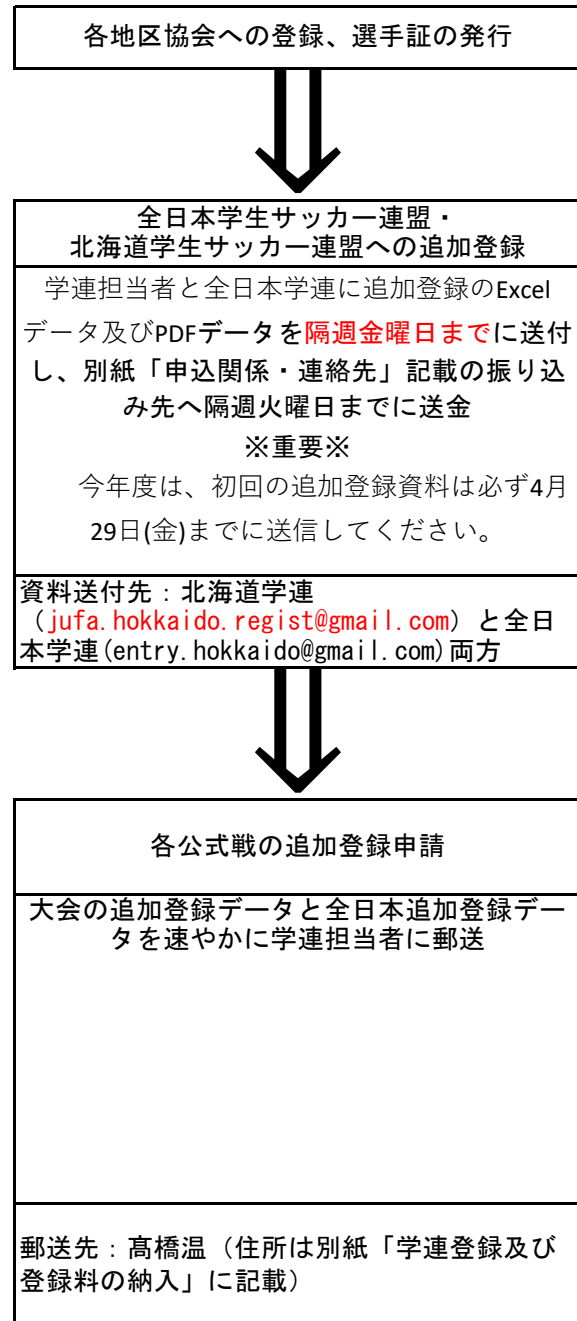 各地区協会への登録、選手証の発行
全日本学生サッカー連盟・
北海道学生サッカー連盟への追加登録
学連担当者と全日本学連に追加登録のExcel
データ及びPDFデータを隔週金曜日までに送付
し、別紙「申込関係・連絡先」記載の振り込
み先へ隔週火曜日までに送金
※重要※
今年度は、初回の追加登録資料は必ず4月
29日(金)までに送信してください。
資料送付先：北海道学連
（jufa.hokkaido.regist@gmail.com）と全日
本学連(entry.hokkaido@gmail.com)両方
各公式戦の追加登録申請
大会の追加登録データと全日本追加登録デー
タを速やかに学連担当者に郵送
郵送先：髙橋温（住所は別紙「学連登録及び
登録料の納入」に記載）